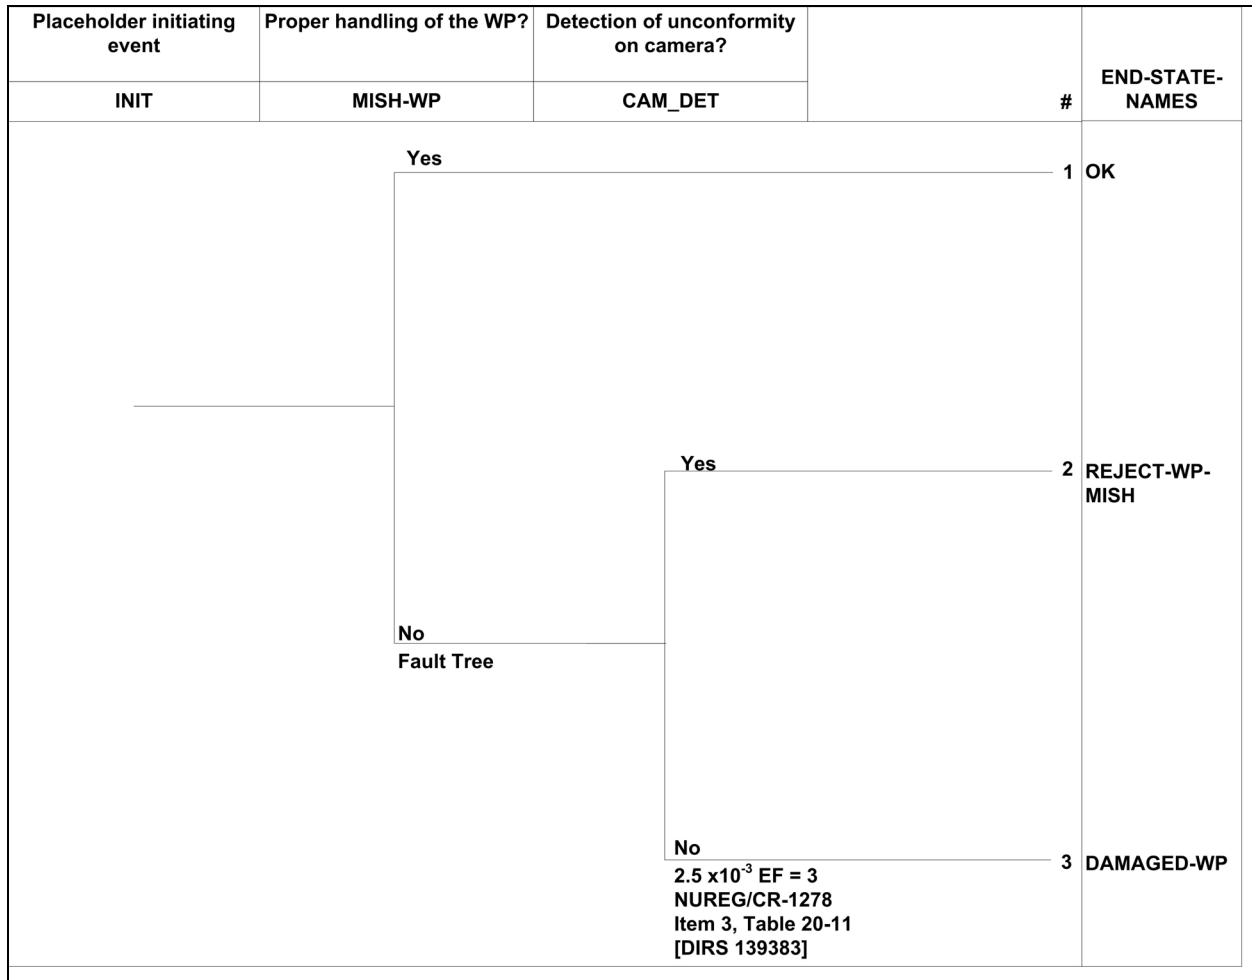 Placeholder initiating
event
Proper handling of the WP?
Detection of unconformity
on camera?
END-STATE-
NAMES
INIT
MISH-WP
CAM_DET
#
Yes
1
OK
Yes
2
REJECT-WP-
MISH
No
Fault Tree
No
2.5 x10⁻³ EF = 3
NUREG/CR-1278
Item 3, Table 20-11
[DIRS 139383]
3
DAMAGED-WP